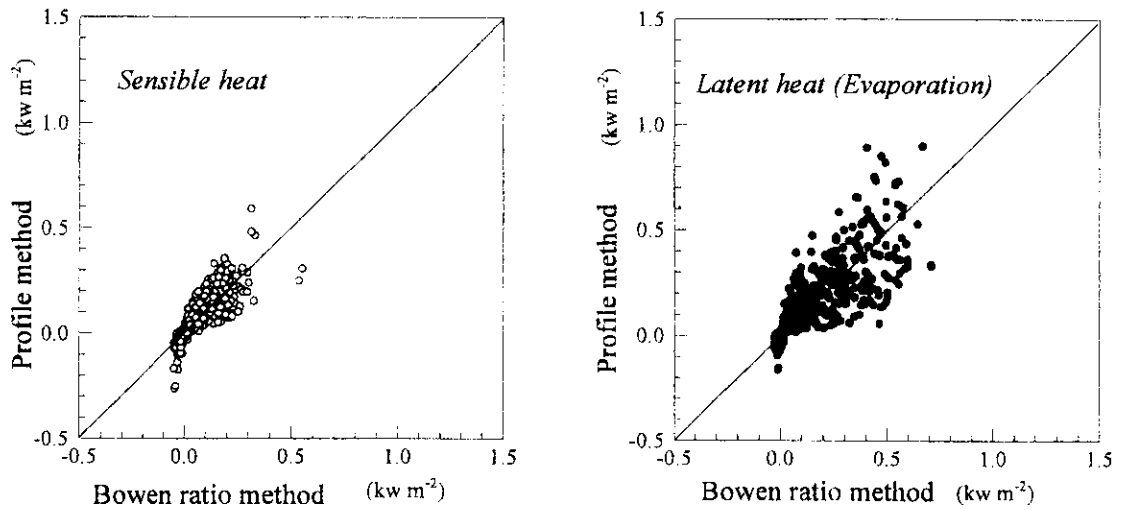 1.5
(kw m⁻²)
Sensible heat
1.0
Profile method
0.5
0.0
-0.5
-0.5 0.0 0.5 1.0 1.5
Bowen ratio method (kw m⁻²)
1.5
(kw m⁻²)
Latent heat (Evaporation)
1.0
Profile method
0.5
0.0
-0.5
-0.5 0.0 0.5 1.0 1.5
Bowen ratio method (kw m⁻²)